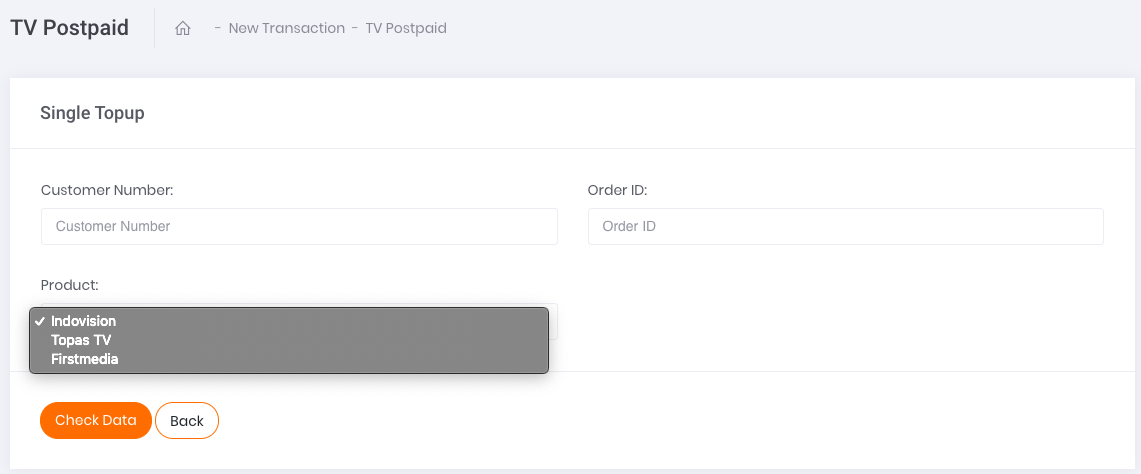 TV Postpaid
- New Transaction - TV Postpaid
Single Topup
Customer Number:
Customer Number
Order ID:
Order ID
Product:
✓ Indovision
Topas TV
Firstmedia
Check Data
Back